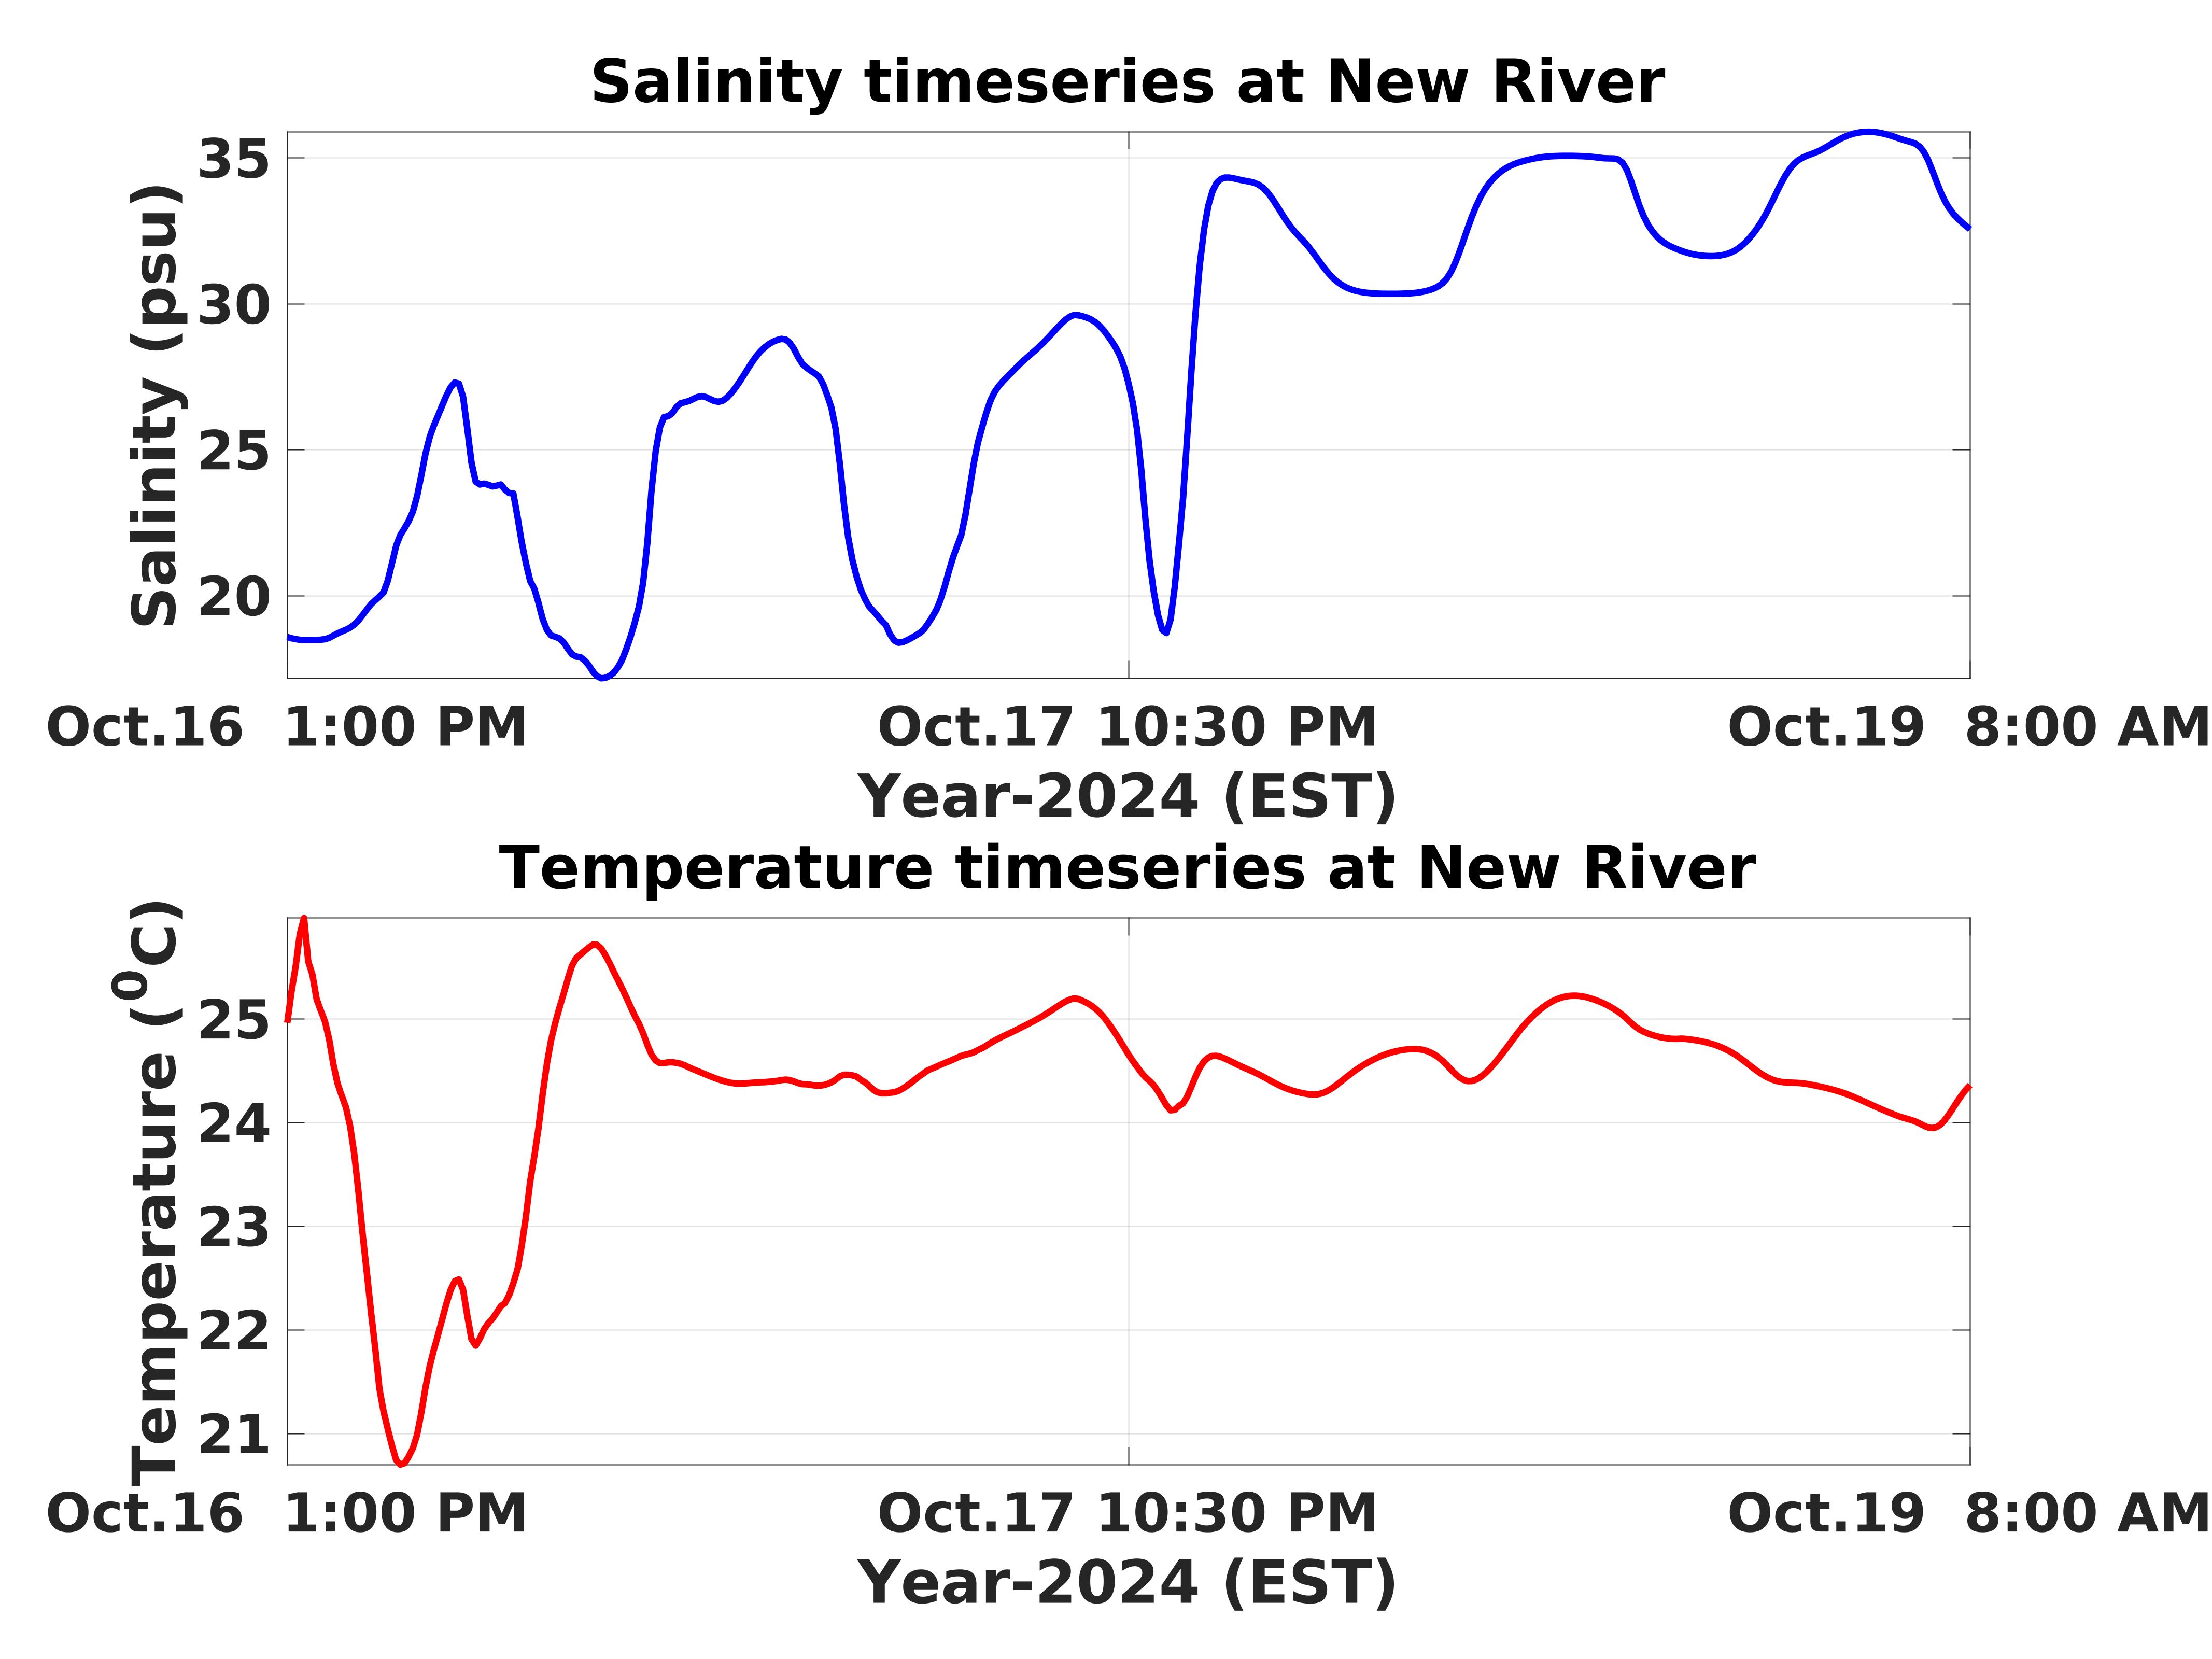 Salinity timeseries at New River
Salinity (psu)
35
30
25
20
Oct.16  1:00 PM
Oct.17 10:30 PM
Oct.19  8:00 AM
Year-2024 (EST)
Temperature timeseries at New River
Temperature (⁰C)
25
24
23
22
21
Oct.16  1:00 PM
Oct.17 10:30 PM
Oct.19  8:00 AM
Year-2024 (EST)